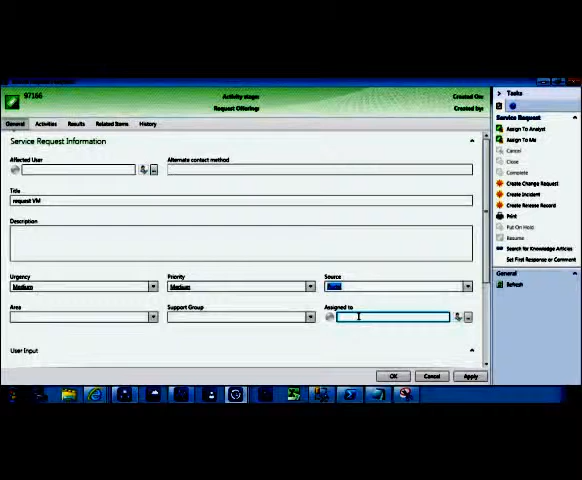 97166
Activity stage:
Created On:
Request Offering:
Created by:
General
Activities
Results
Related Items
History
Service Request Information
Affected User
Alternate contact method
Title
request VM
Description
Urgency
Priority
Source
Medium
Medium
Area
Support Group
Assigned to
User Input
OK
Cancel
Apply
Tasks
Service Request
Assign To Analyst
Assign To Me
Cancel
Close
Complete
Create Change Request
Create Incident
Create Release Record
Print
Put On Hold
Resume
Search for Knowledge Articles
Set First Response or Comment
General
Refresh